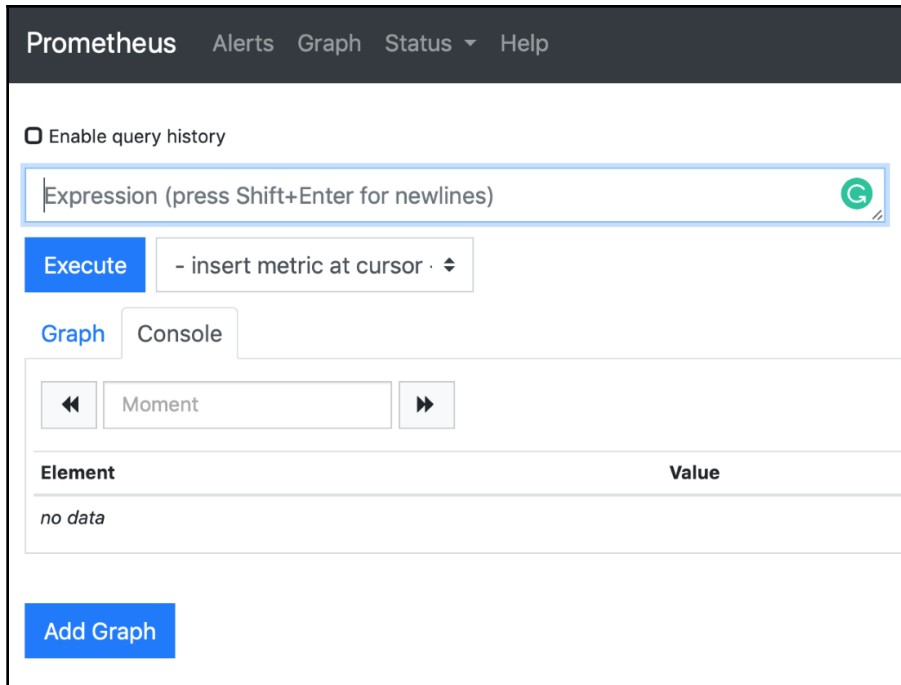 Prometheus Alerts Graph Status Help
Enable query history
Expression (press Shift+Enter for newlines)
Execute - insert metric at cursor -
Graph Console
Moment
Element Value
no data
Add Graph